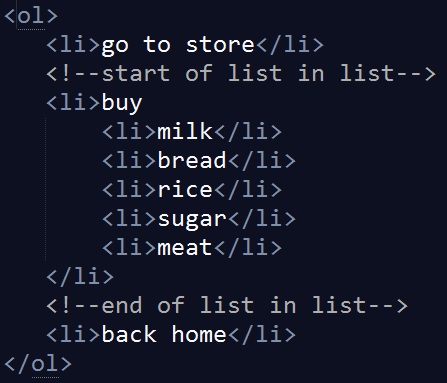 <ol>
<li>go to store</li>
<!--start of list in list-->
<li>buy
<li>milk</li>
<li>bread</li>
<li>rice</li>
<li>sugar</li>
<li>meat</li>
</li>
<!--end of list in list-->
<li>back home</li>
</ol>